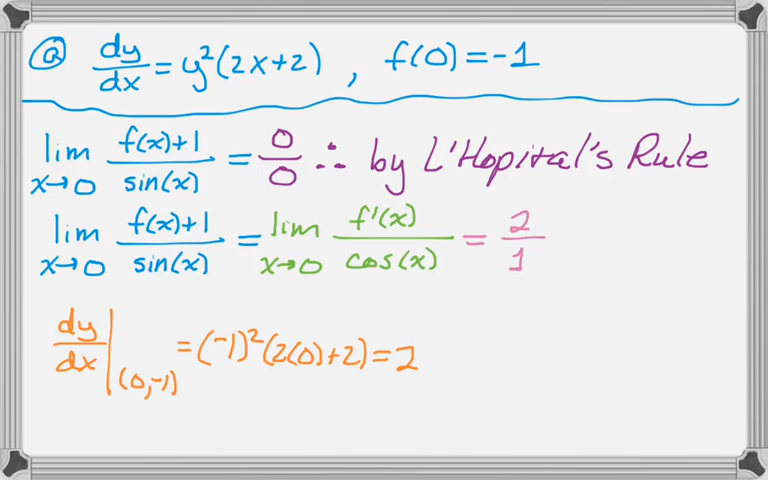 ⓐ dy/dx = y²(2x+2) , f(0) = -1
lim x→0 f(x)+1/sin(x) = 0/0 ∴ by L'Hopital's Rule
lim x→0 f(x)+1/sin(x) = lim x→0 f'(x)/cos(x) = 2/1
dy/dx |(0,-1) = (-1)²(2(0)+2) = 2